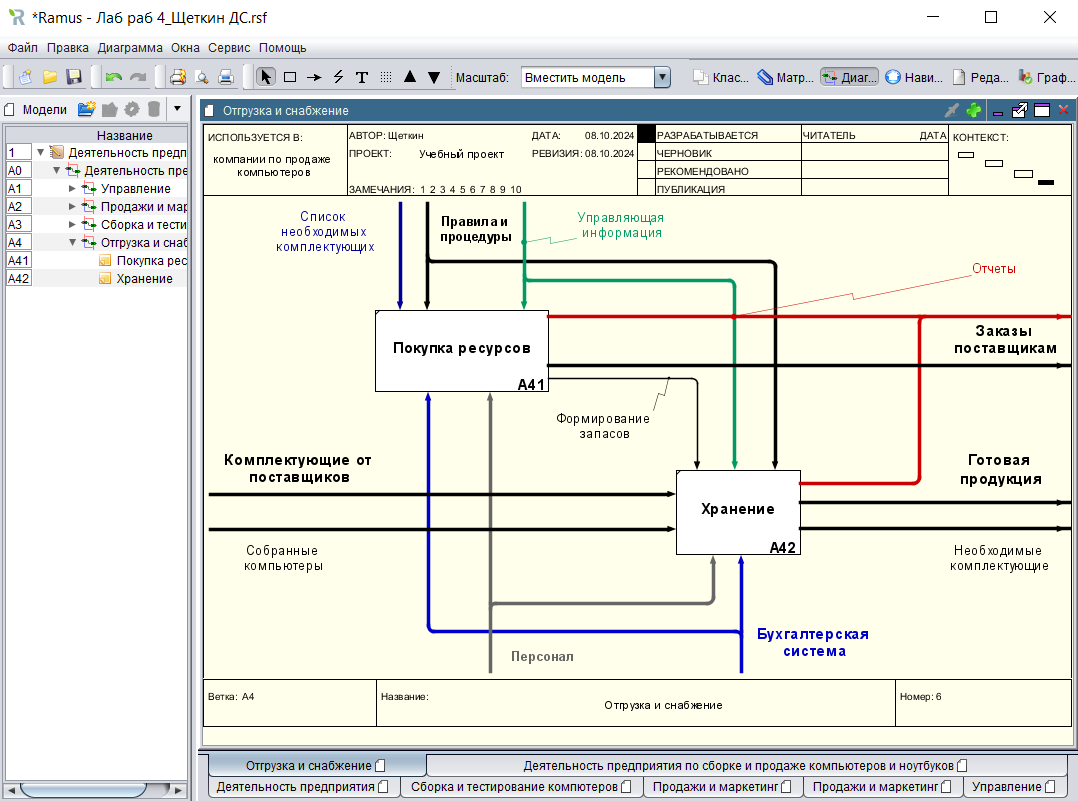 *Ramus - Лаб раб 4_Щеткин ДС.rsf
Файл Правка Диаграмма Окна Сервис Помощь
Масштаб: Вместить модель Клас... Матр... Диаг... Нави... Реда... Граф...
Модели
Название
1 Деятельность предп
A0 Деятельность пре
A1 Управление
A2 Продажи и мар
A3 Сборка и тести
A4 Отгрузка и снаб
A41 Покупка рес
A42 Хранение
Отгрузка и снабжение
ИСПОЛЬЗУЕТСЯ В:
компании по продаже
компьютеров
АВТОР: Щеткин
ДАТА: 08.10.2024
ПРОЕКТ: Учебный проект
РЕВИЗИЯ: 08.10.2024
ЗАМЕЧАНИЯ: 1 2 3 4 5 6 7 8 9 10
РАЗРАБАТЫВАЕТСЯ
ЧЕРНОВИК
РЕКОМЕНДОВАНО
ПУБЛИКАЦИЯ
ЧИТАТЕЛЬ ДАТА
КОНТЕКСТ:
Список
необходимых
комплектующих
Правила и
процедуры
Управляющая
информация
Отчеты
Покупка ресурсов
A41
Заказы
поставщикам
Формирование
запасов
Комплектующие от
поставщиков
Хранение
A42
Готовая
продукция
Собранные
компьютеры
Необходимые
комплектующие
Персонал
Бухгалтерская
система
Ветка: A4
Название:
Отгрузка и снабжение
Номер: 6
Отгрузка и снабжение
Деятельность предприятия по сборке и продаже компьютеров и ноутбуков
Деятельность предприятия
Сборка и тестирование компютеров
Продажи и маркетинг
Продажи и маркетинг
Управление